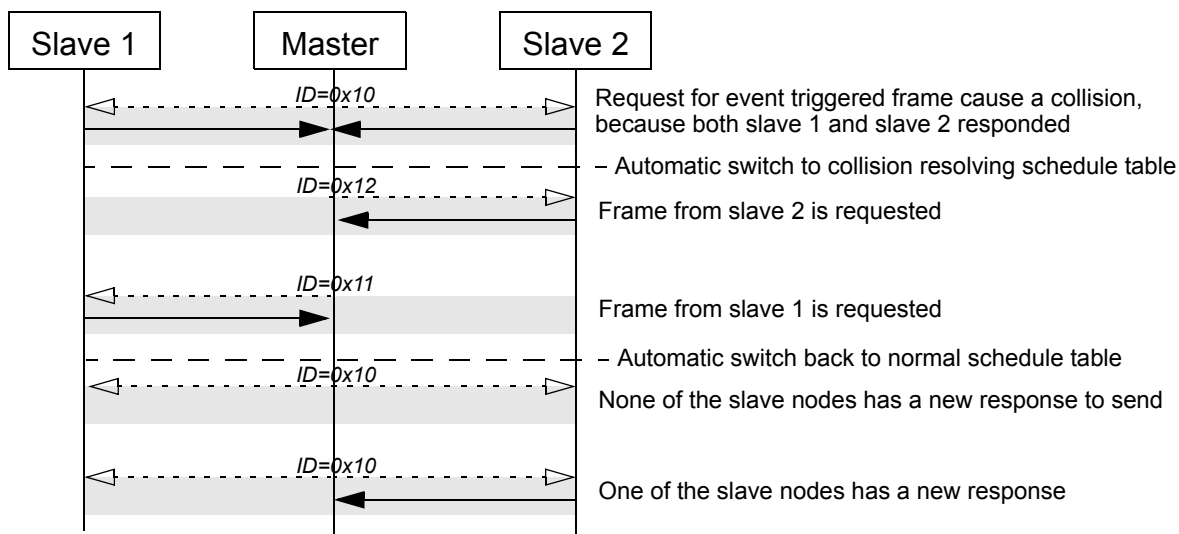 Slave 1
Master
Slave 2
ID=0x10
Request for event triggered frame cause a collision,
because both slave 1 and slave 2 responded
Automatic switch to collision resolving schedule table
ID=0x12
Frame from slave 2 is requested
ID=0x11
Frame from slave 1 is requested
Automatic switch back to normal schedule table
ID=0x10
None of the slave nodes has a new response to send
ID=0x10
One of the slave nodes has a new response